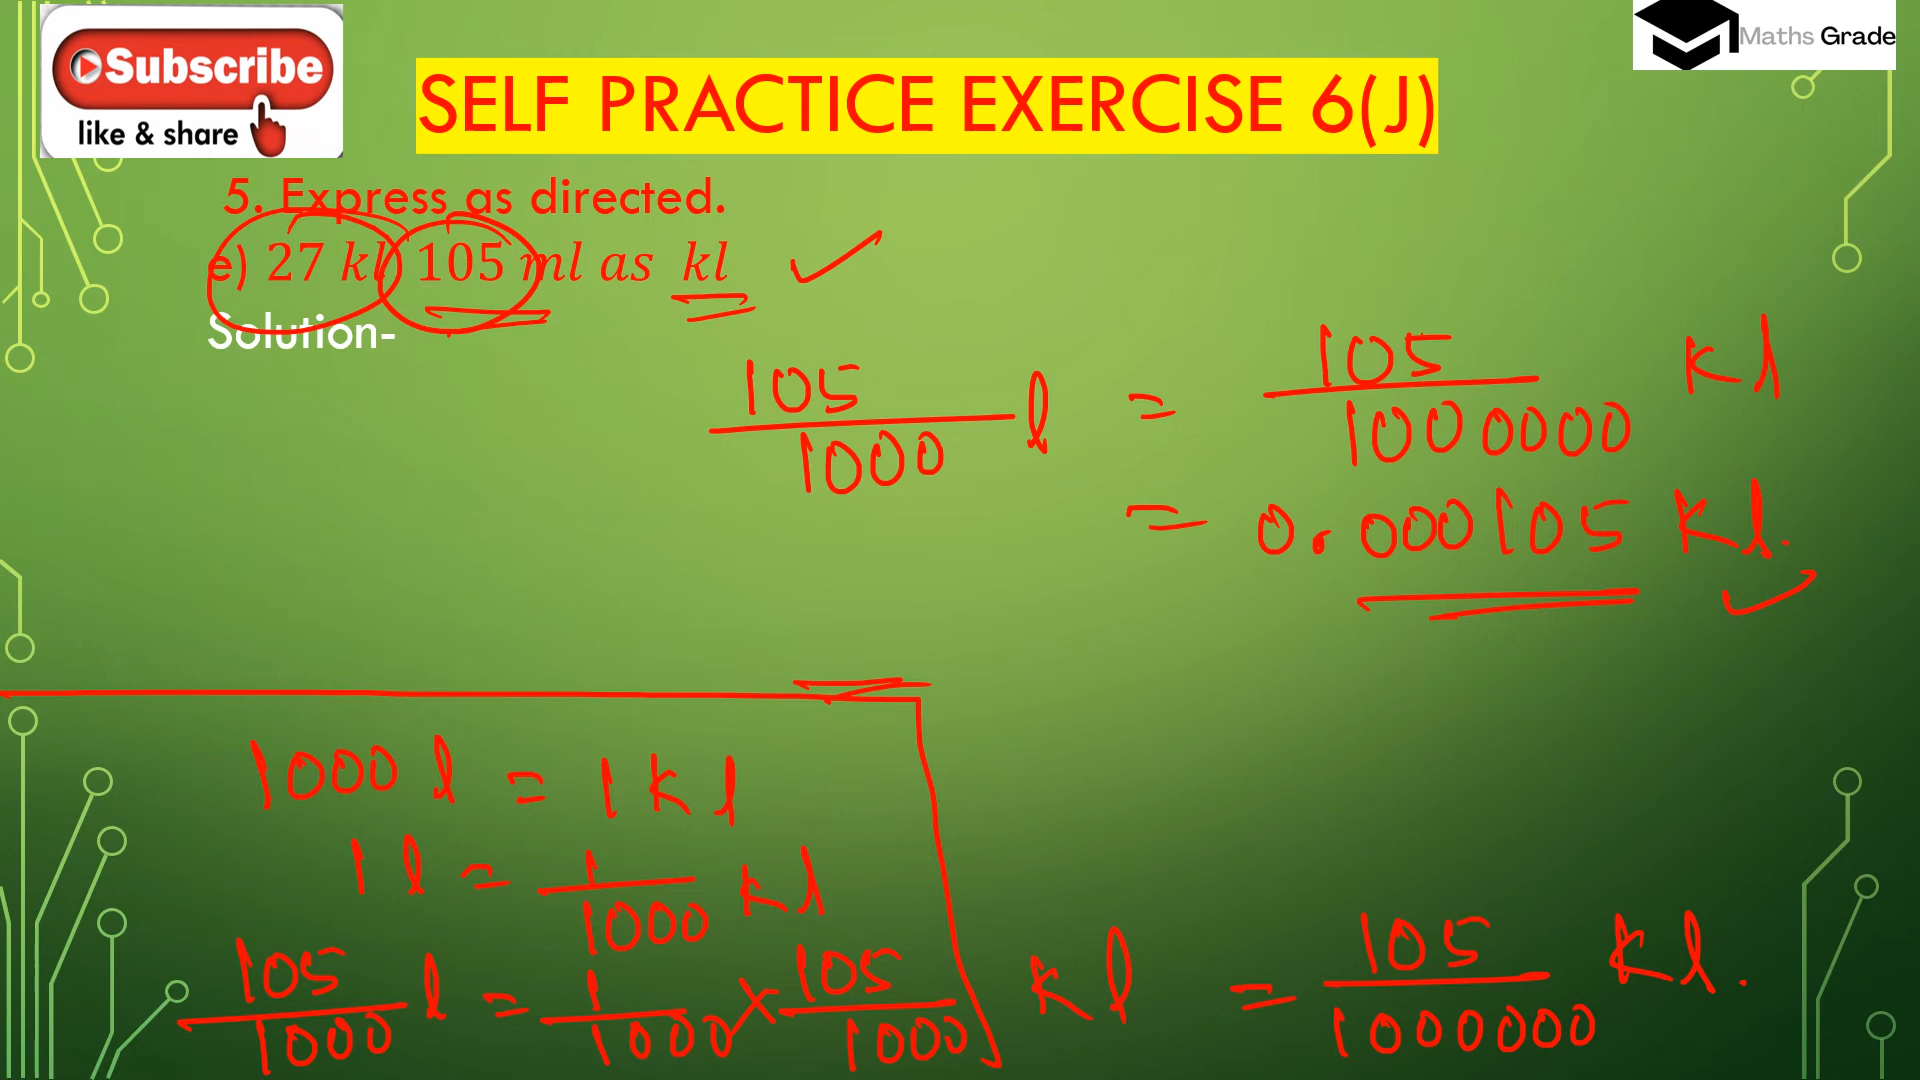 Subscribe
like & share
Maths Grade
SELF PRACTICE EXERCISE 6(J)
5. Express as directed.
e) 27 kl 105 ml as kl
Solution-
105/1000 l = 105/1000000 kl
= 0.000105 kl.
1000 l = 1 kl
1 l = 1/1000 kl
105/1000 l = 1/1000 × 105/1000 kl = 105/1000000 kl.